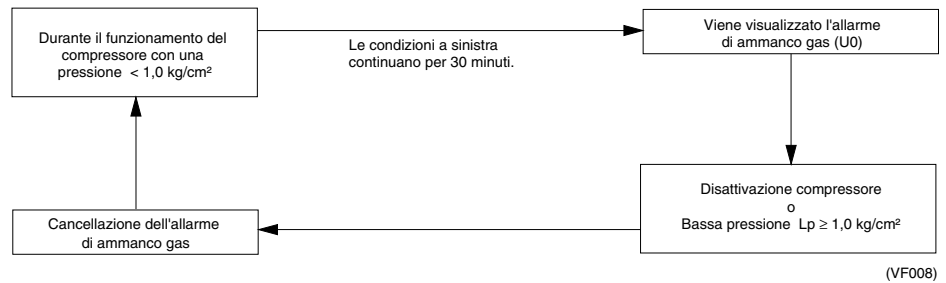 Durante il funzionamento del
compressore con una
pressione < 1,0 kg/cm²
Le condizioni a sinistra
continuano per 30 minuti.
Viene visualizzato l'allarme
di ammanco gas (U0)
Disattivazione compressore
o
Bassa pressione Lp ≥ 1,0 kg/cm²
Cancellazione dell'allarme
di ammanco gas
(VF008)